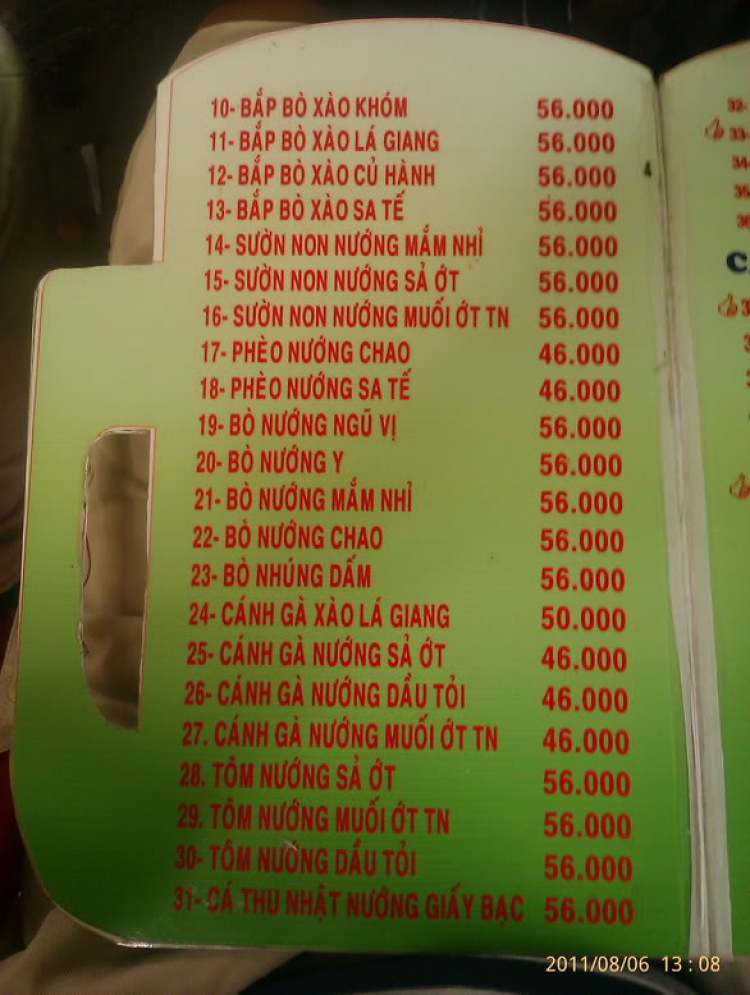 10- BẮP BÒ XÀO KHÓM 56.000
11- BẮP BÒ XÀO LÁ GIANG 56.000
12- BẮP BÒ XÀO CỦ HÀNH 56.000
13- BẮP BÒ XÀO SA TẾ 56.000
14- SƯỜN NON NƯỚNG MẮM NHỈ 56.000
15- SƯỜN NON NƯỚNG SẢ ỚT 56.000
16- SƯỜN NON NƯỚNG MUỐI ỚT TN 56.000
17- PHÈO NƯỚNG CHAO 46.000
18- PHÈO NƯỚNG SA TẾ 46.000
19- BÒ NƯỚNG NGŨ VỊ 56.000
20- BÒ NƯỚNG Y 56.000
21- BÒ NƯỚNG MẮM NHỈ 56.000
22- BÒ NƯỚNG CHAO 56.000
23- BÒ NHÚNG DẤM 56.000
24- CÁNH GÀ XÀO LÁ GIANG 50.000
25- CÁNH GÀ NƯỚNG SẢ ỚT 46.000
26- CÁNH GÀ NƯỚNG DẦU TỎI 46.000
27. CÁNH GÀ NƯỚNG MUỐI ỚT TN 46.000
28. TÔM NƯỚNG SẢ ỚT 56.000
29. TÔM NƯỚNG MUỐI ỚT TN 56.000
30- TÔM NƯỚNG DẦU TỎI 56.000
31- CÁ THU NHẬT NƯỚNG GIẤY BẠC 56.000
32-
33-
34-
35-
36
2011/08/06 13:08